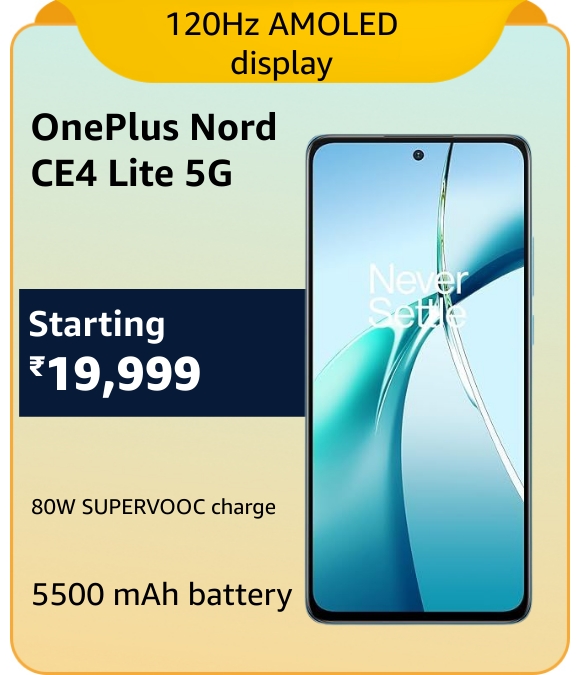 120Hz AMOLED
display
OnePlus Nord
CE4 Lite 5G
Never
Settle
Starting
₹19,999
80W SUPERVOOC charge
5500 mAh battery